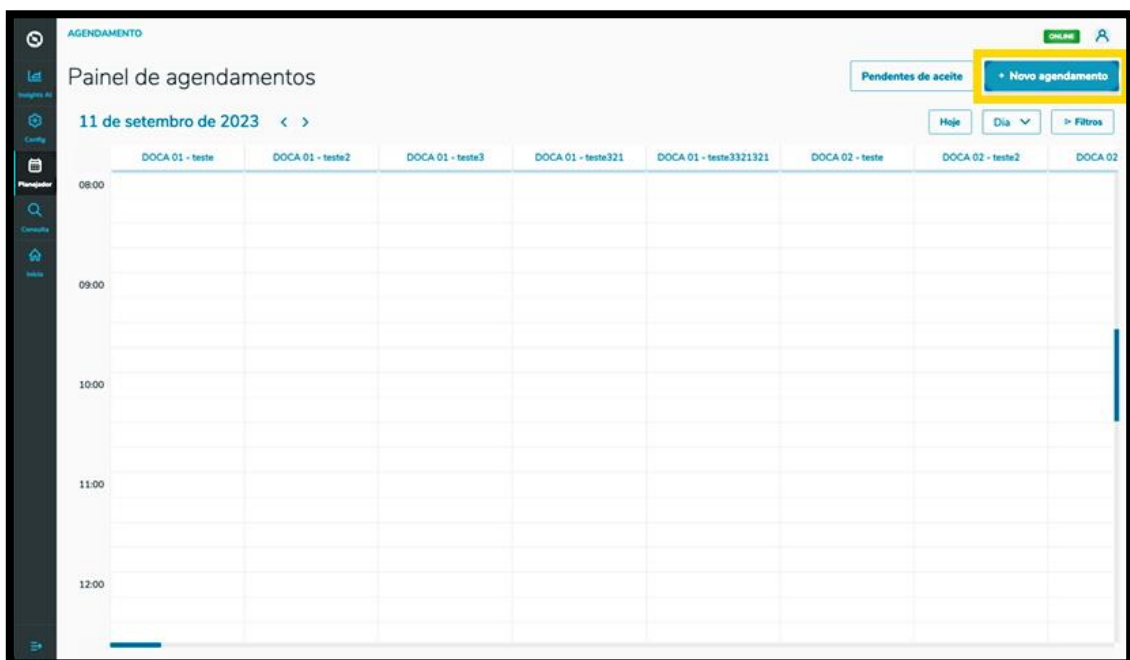 AGENDAMENTO
ONLINE
Painel de agendamentos
Pendentes de aceite
+ Novo agendamento
11 de setembro de 2023 < >
Hoje
Dia
Filtros
DOCA 01 - teste
DOCA 01 - teste2
DOCA 01 - teste3
DOCA 01 - teste321
DOCA 01 - teste3321321
DOCA 02 - teste
DOCA 02 - teste2
DOCA 02
Insights AI
Config
Planejador
Consulta
Início
08:00
09:00
10:00
11:00
12:00